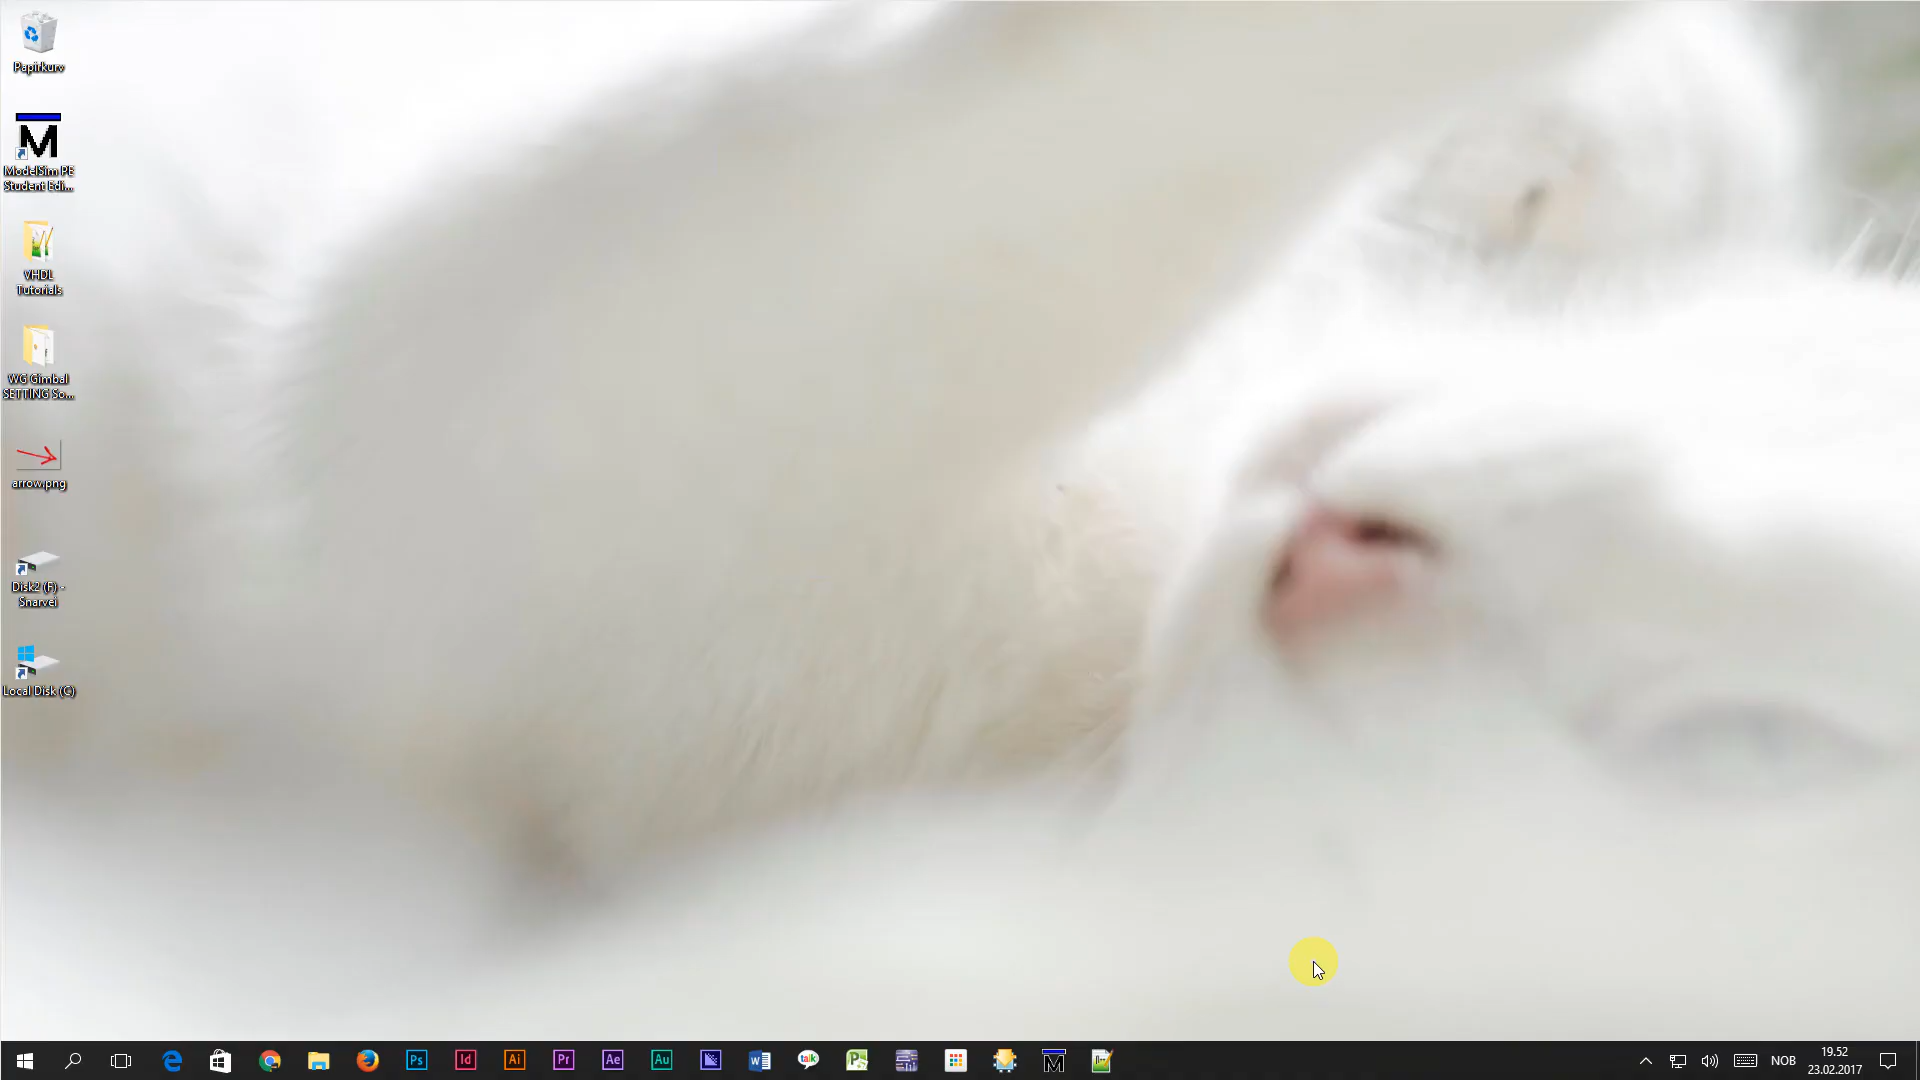 Papirkurv
ModelSim PE
Student Edi...
VHDL
Tutorials
WG Gimbal
SETTING So...
arrow.png
Disk2 (F) -
Snarvei
Local Disk (C)
Ps
Id
Ai
Pr
Ae
Au
W
talk
M
NOB
19.52
23.02.2017